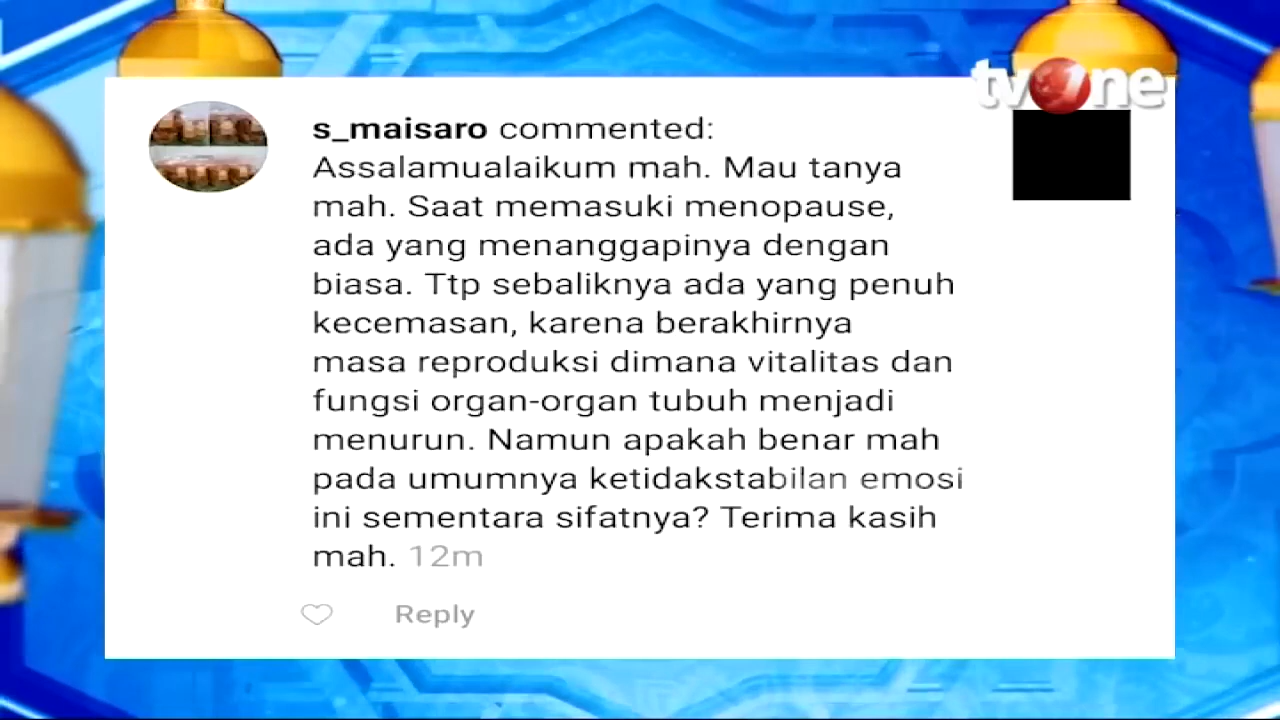 tvOne
s_maisaro commented:
Assalamualaikum mah. Mau tanya
mah. Saat memasuki menopause,
ada yang menanggapinya dengan
biasa. Ttp sebaliknya ada yang penuh
kecemasan, karena berakhirnya
masa reproduksi dimana vitalitas dan
fungsi organ-organ tubuh menjadi
menurun. Namun apakah benar mah
pada umumnya ketidakstabilan emosi
ini sementara sifatnya? Terima kasih
mah. 12m
Reply